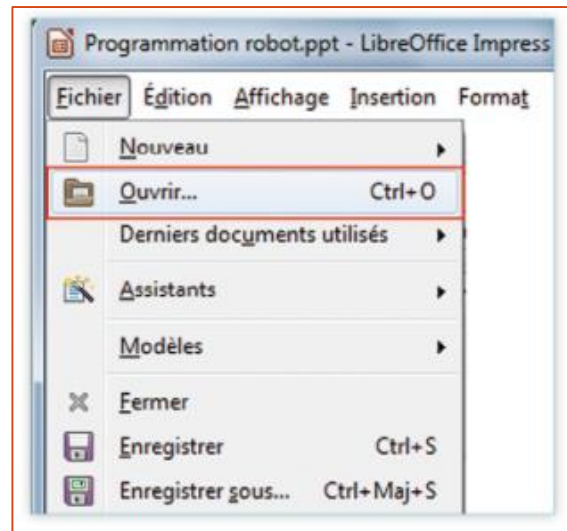 Programmation robot.ppt - LibreOffice Impress
Fichier Édition Affichage Insertion Format
Nouveau
Ouvrir... Ctrl+O
Derniers documents utilisés
Assistants
Modèles
Fermer
Enregistrer Ctrl+S
Enregistrer sous... Ctrl+Maj+S